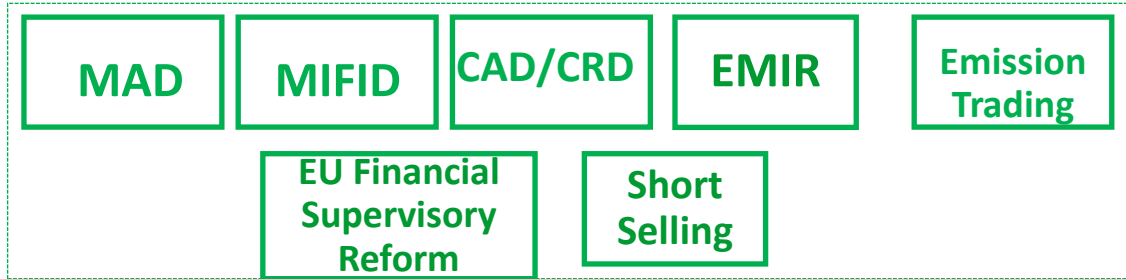 MAD
MIFID
CAD/CRD
EMIR
Emission
Trading
EU Financial
Supervisory
Reform
Short
Selling